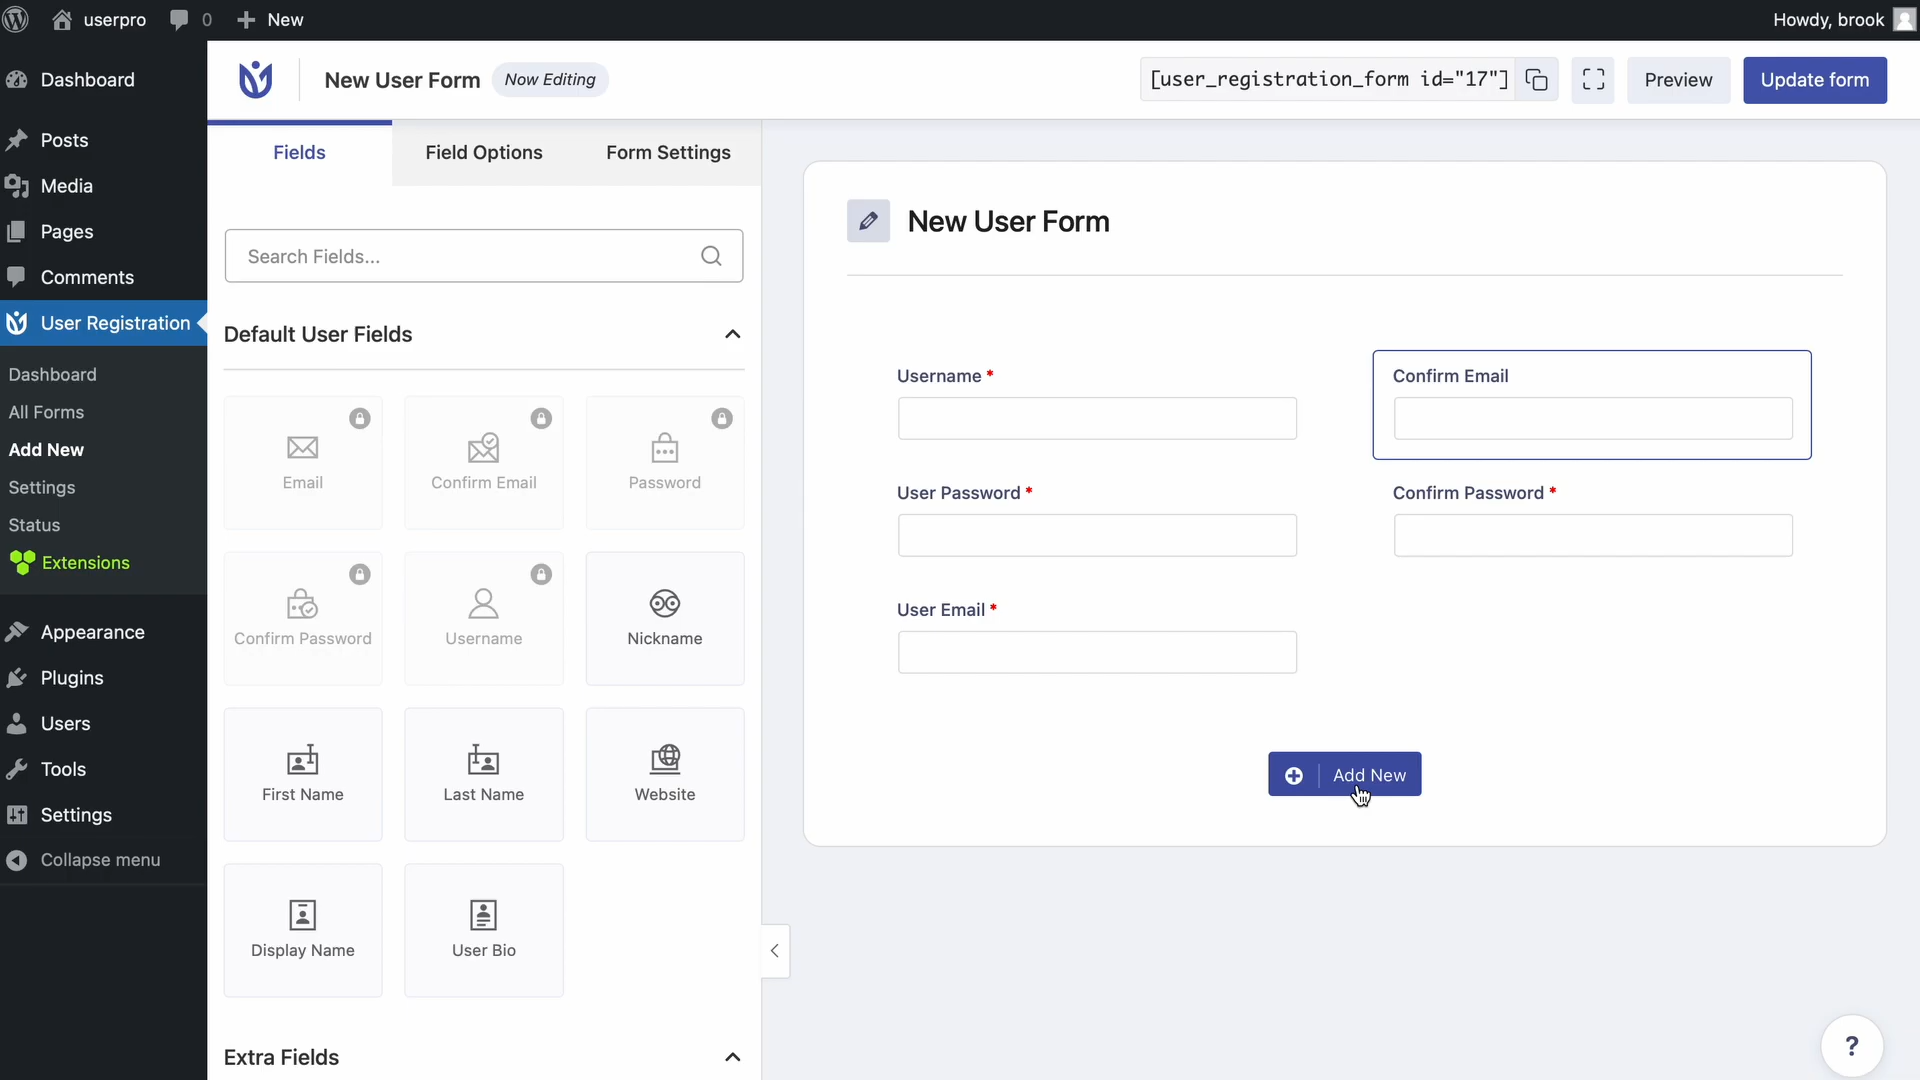 userpro
0
New
Howdy, brook
Dashboard
Posts
Media
Pages
Comments
User Registration
Dashboard
All Forms
Add New
Settings
Status
Extensions
Appearance
Plugins
Users
Tools
Settings
Collapse menu
New User Form
Now Editing
[user_registration_form id="17"]
Preview
Update form
Fields
Field Options
Form Settings
Search Fields...
Default User Fields
Email
Confirm Email
Password
Confirm Password
Username
Nickname
First Name
Last Name
Website
Display Name
User Bio
Extra Fields
New User Form
Username *
Confirm Email
User Password *
Confirm Password *
User Email *
Add New
?